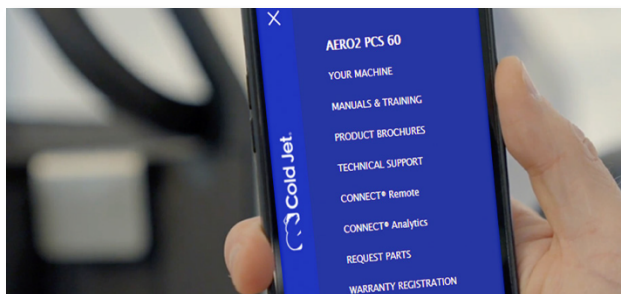 X
AERO2 PCS 60
YOUR MACHINE
MANUALS & TRAINING
PRODUCT BROCHURES
TECHNICAL SUPPORT
CONNECT® Remote
CONNECT® Analytics
REQUEST PARTS
WARRANTY REGISTRATION
Cold Jet.